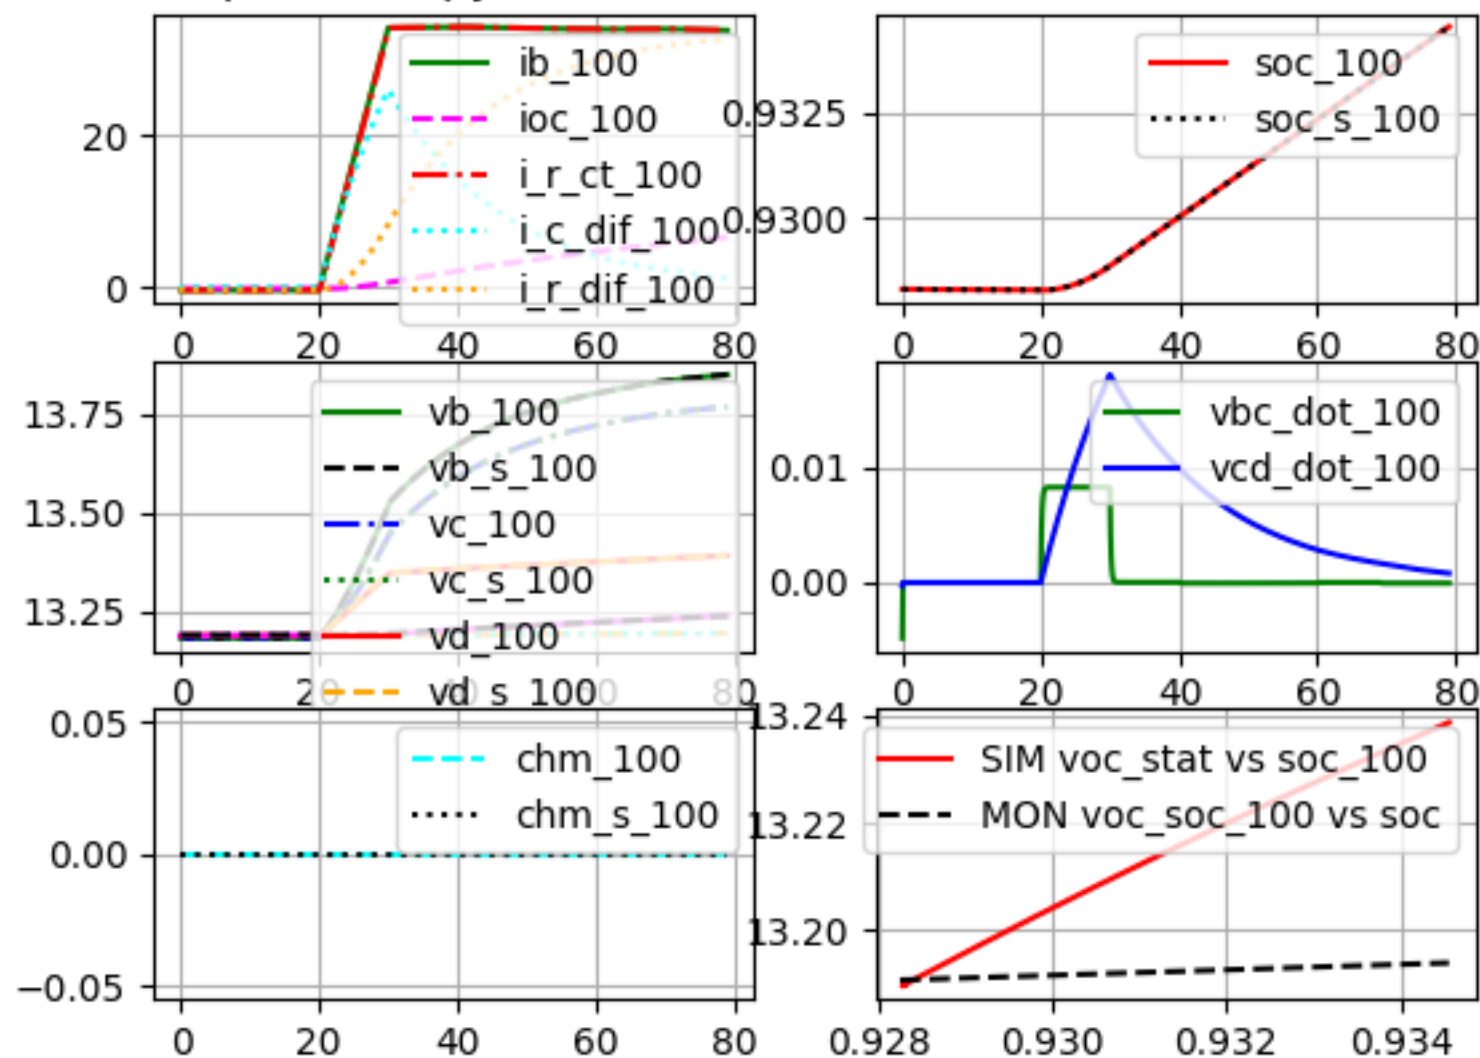 20
0
0 20 40 60 80
ib_100
ioc_100
i_r_ct_100
i_c_dif_100
i_r_dif_100
0.9325
0.9300
0 20 40 60 80
soc_100
soc_s_100
13.75
13.50
13.25
0 20 40 60 80
vb_100
vb_s_100
vc_100
vc_s_100
vd_100
vd_s_100
0.01
0.00
0 20 40 60 80
vbc_dot_100
vcd_dot_100
0.05
0.00
−0.05
0 20 40 60 80
chm_100
chm_s_100
13.24
13.22
13.20
0.928 0.930 0.932 0.934
SIM voc_stat vs soc_100
MON voc_soc_100 vs soc